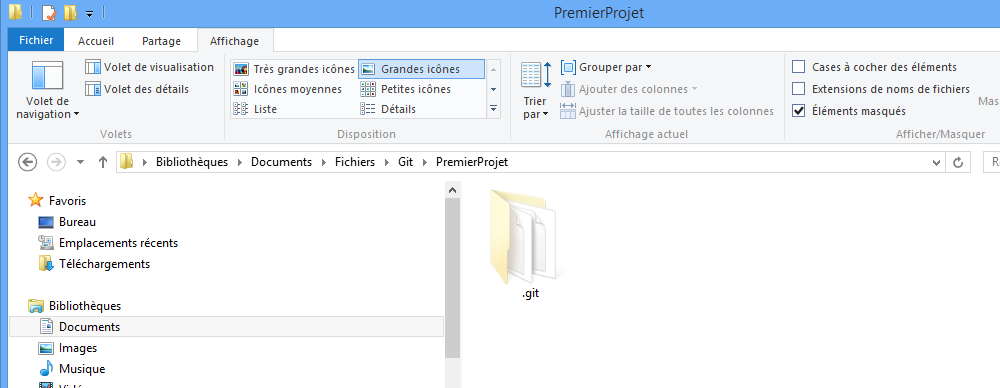 PremierProjet
Fichier Accueil Partage Affichage
Volet de navigation
Volet de visualisation
Volet des détails
Volets
Très grandes icônes Grandes icônes
Icônes moyennes Petites icônes
Liste Détails
Disposition
Trier par
Grouper par
Ajouter des colonnes
Ajuster la taille de toutes les colonnes
Affichage actuel
Cases à cocher des éléments
Extensions de noms de fichiers
Éléments masqués
Mas
Afficher/Masquer
Bibliothèques Documents Fichiers Git PremierProjet
Favoris
Bureau
Emplacements récents
Téléchargements
Bibliothèques
Documents
Images
Musique
.git